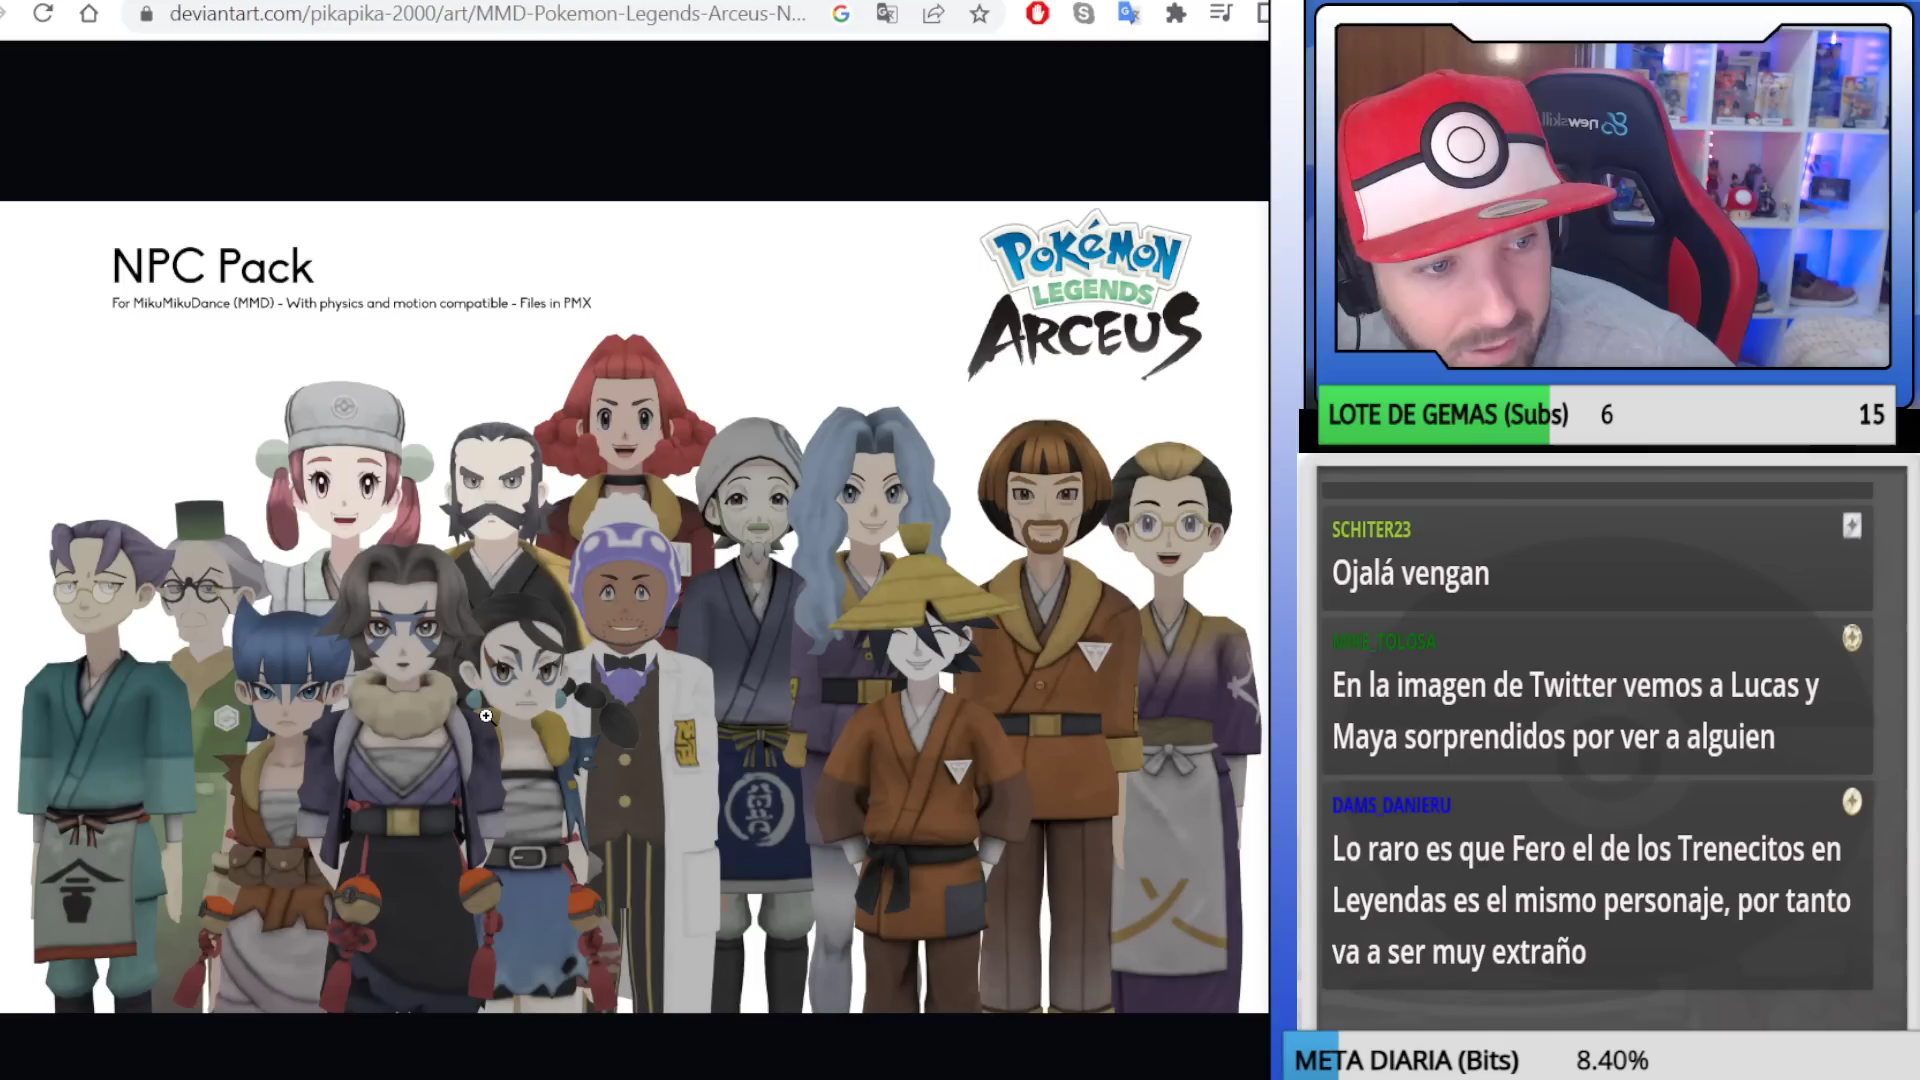 deviantart.com/pikapika-2000/art/MMD-Pokemon-Legends-Arceus-N...
NPC Pack
For MikuMikuDance (MMD) - With physics and motion compatible - Files in PMX
POKéMON
LEGENDS
ARCEUS
newskill
LOTE DE GEMAS (Subs) 6 15
SCHITER23
Ojalá vengan
MIKE_TOLOSA
En la imagen de Twitter vemos a Lucas y
Maya sorprendidos por ver a alguien
DAMS_DANIERU
Lo raro es que Fero el de los Trenecitos en
Leyendas es el mismo personaje, por tanto
va a ser muy extraño
META DIARIA (Bits) 8.40%